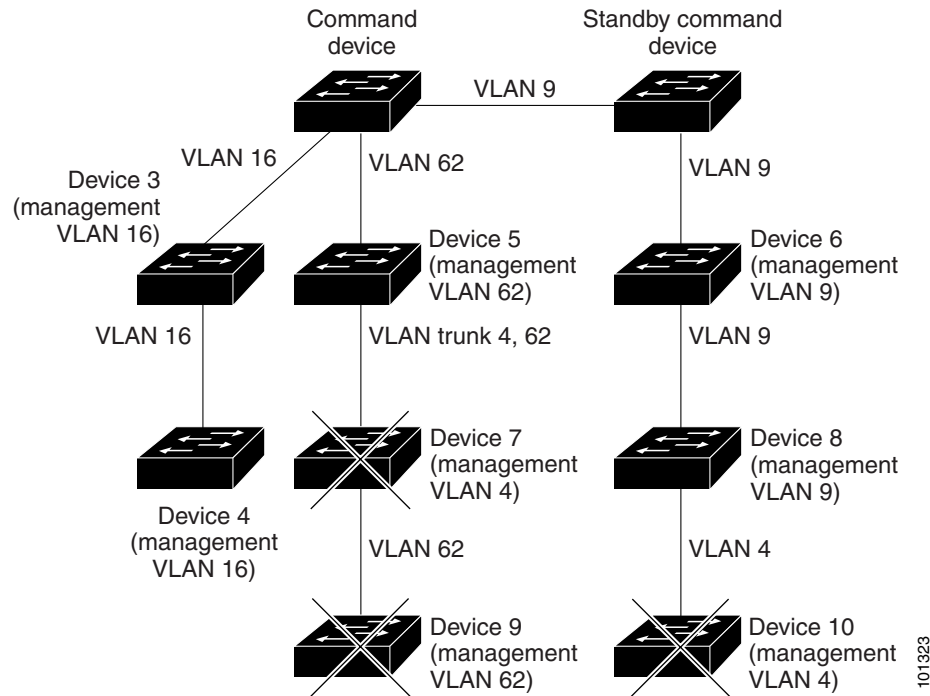 Command
device
Standby command
device
VLAN 9
VLAN 16
VLAN 62
VLAN 9
Device 3
(management
VLAN 16)
Device 5
(management
VLAN 62)
Device 6
(management
VLAN 9)
VLAN 16
VLAN trunk 4, 62
VLAN 9
Device 7
(management
VLAN 4)
Device 8
(management
VLAN 9)
Device 4
(management
VLAN 16)
VLAN 62
VLAN 4
Device 9
(management
VLAN 62)
Device 10
(management
VLAN 4)
101323